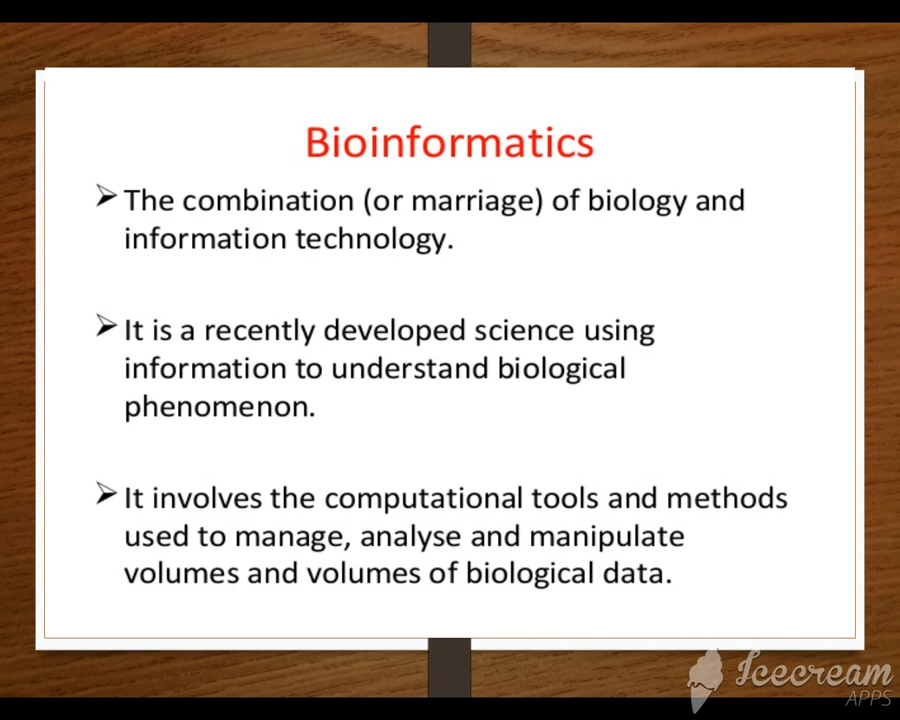 Bioinformatics
➢ The combination (or marriage) of biology and
information technology.
➢ It is a recently developed science using
information to understand biological
phenomenon.
➢ It involves the computational tools and methods
used to manage, analyse and manipulate
volumes and volumes of biological data.
Icecream
APPS